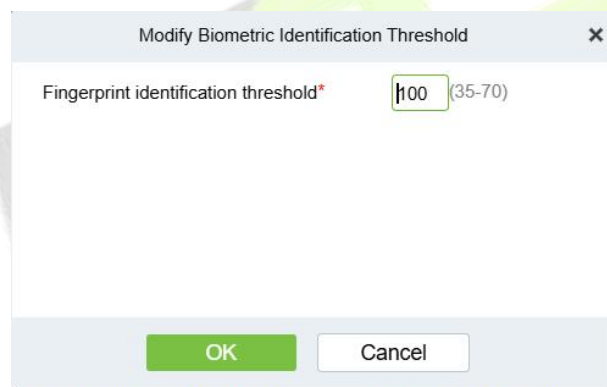 Modify Biometric Identification Threshold
Fingerprint identification threshold* 100 (35-70)
OK Cancel